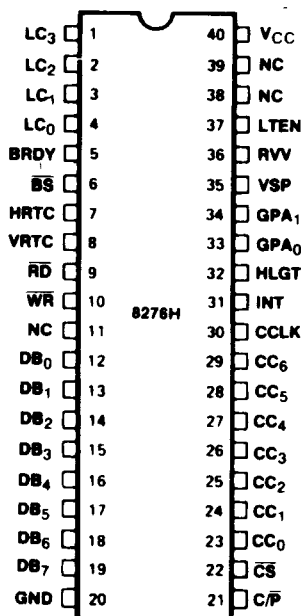 LC3 1 40 VCC
LC2 2 39 NC
LC1 3 38 NC
LC0 4 37 LTEN
BRDY 5 36 RVV
B̅S̅ 6 35 VSP
HRTC 7 34 GPA1
VRTC 8 33 GPA0
R̅D̅ 9 32 HLGT
W̅R̅ 10 31 INT
8276H
NC 11 30 CCLK
DB0 12 29 CC6
DB1 13 28 CC5
DB2 14 27 CC4
DB3 15 26 CC3
DB4 16 25 CC2
DB5 17 24 CC1
DB6 18 23 CC0
DB7 19 22 C̅S̅
GND 20 21 C/P̅